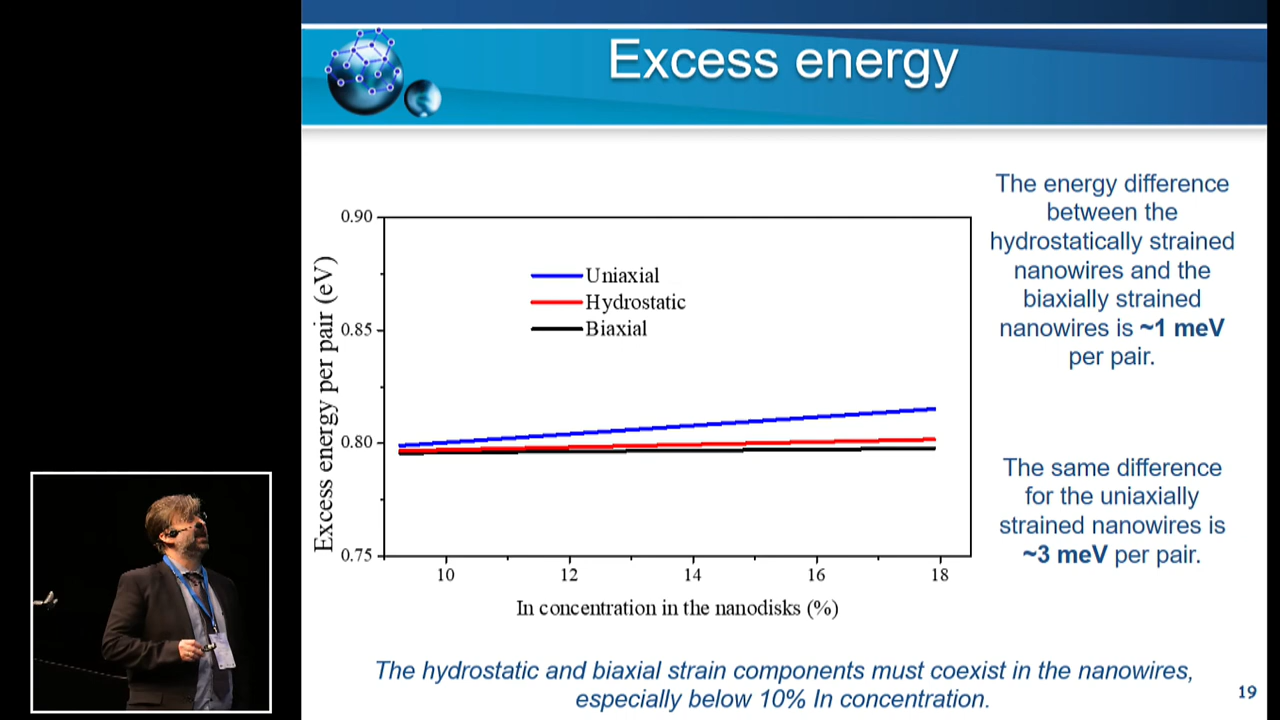 Excess energy
The energy difference
between the
hydrostatically strained
nanowires and the
biaxially strained
nanowires is ~1 meV
per pair.
The same difference
for the uniaxially
strained nanowires is
~3 meV per pair.
Excess energy per pair (eV)
0.90
0.85
0.80
0.75
Uniaxial
Hydrostatic
Biaxial
10 12 14 16 18
In concentration in the nanodisks (%)
The hydrostatic and biaxial strain components must coexist in the nanowires,
especially below 10% In concentration.
19